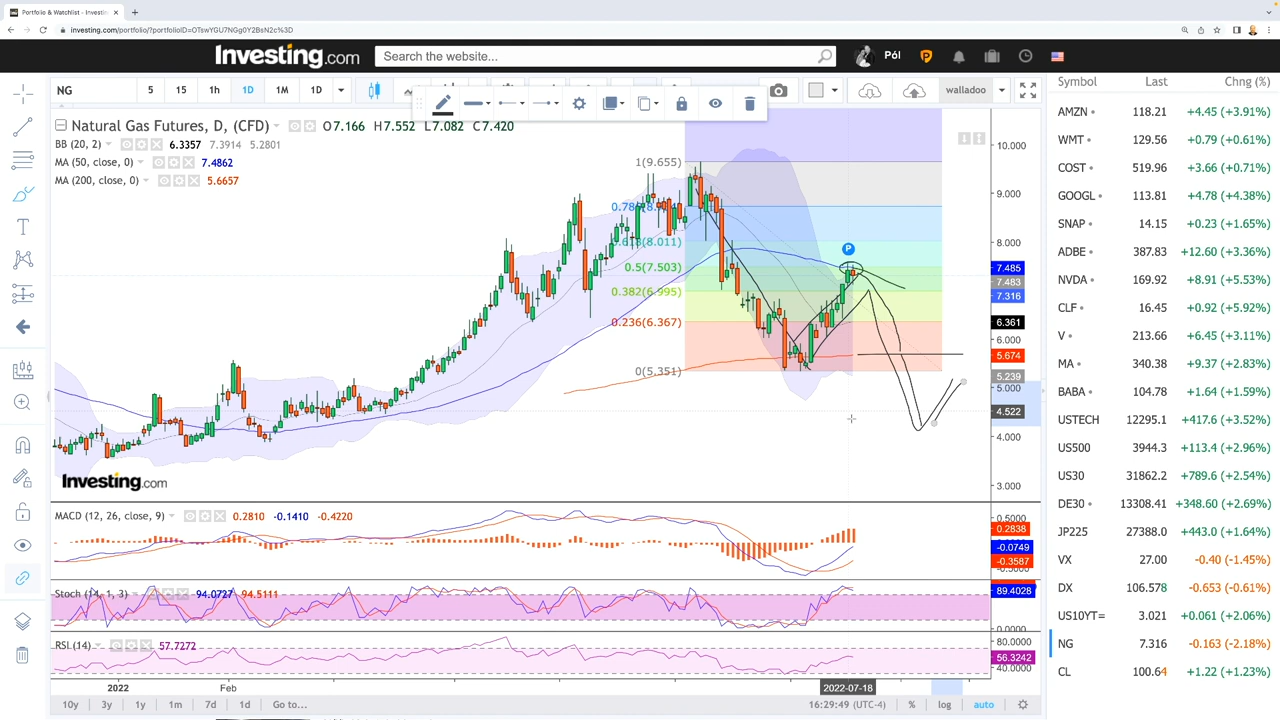 Portfolio & Watchlist - Investin
investing.com/portfolio/?portfolioID=OTswYGU7NGg0Y2BsN2c%3D
Investing.com
Search the website...
Pól
NG 5 15 1h 1D 1M 1D
walladoo
Natural Gas Futures, D, (CFD) O7.166 H7.552 L7.082 C7.420
BB (20, 2) 6.3357 7.3914 5.2801
MA (50, close, 0) 7.4862
MA (200, close, 0) 5.6657
1(9.655)
0.618(8.011)
0.5(7.503)
0.382(6.995)
0.236(6.367)
0(5.351)
P
10.000
9.000
8.000
7.485
7.483
7.316
6.361
6.000
5.674
5.239
5.000
4.522
4.000
3.000
Investing.com
MACD (12, 26, close, 9) 0.2810 -0.1410 -0.4220
0.5000
0.2838
-0.0749
-0.3587
Stoch (14, 1, 3) 94.0727 94.5111
89.4028
0.0000
RSI (14) 57.7272
80.0000
56.3242
40.0000
2022 Feb 2022-07-18
10y 3y 1y 1m 7d 1d Go to... 16:29:49 (UTC-4) % log auto
Symbol Last Chng (%)
AMZN 118.21 +4.45 (+3.91%)
WMT 129.56 +0.79 (+0.61%)
COST 519.96 +3.66 (+0.71%)
GOOGL 113.81 +4.78 (+4.38%)
SNAP 14.15 +0.23 (+1.65%)
ADBE 387.83 +12.60 (+3.36%)
NVDA 169.92 +8.91 (+5.53%)
CLF 16.45 +0.92 (+5.92%)
V 213.66 +6.45 (+3.11%)
MA 340.38 +9.37 (+2.83%)
BABA 104.78 +1.64 (+1.59%)
USTECH 12295.1 +417.6 (+3.52%)
US500 3944.3 +113.4 (+2.96%)
US30 31862.2 +789.6 (+2.54%)
DE30 13308.41 +348.60 (+2.69%)
JP225 27388.0 +443.0 (+1.64%)
VX 27.00 -0.40 (-1.45%)
DX 106.578 -0.653 (-0.61%)
US10YT= 3.021 +0.061 (+2.06%)
NG 7.316 -0.163 (-2.18%)
CL 100.64 +1.22 (+1.23%)